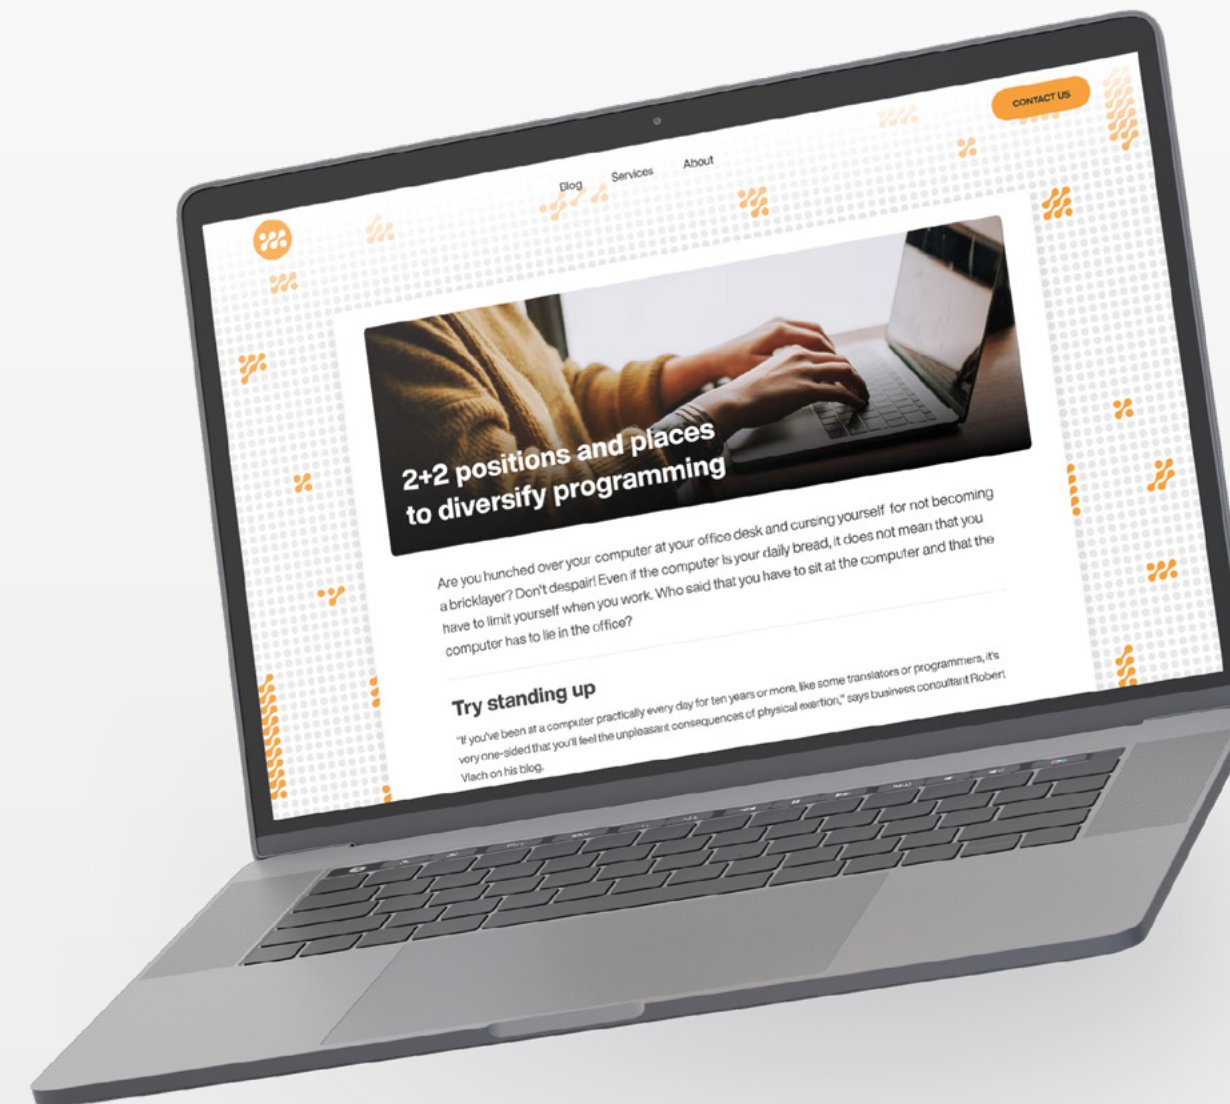 CONTACT US
Blog Services About
2+2 positions and places
to diversify programming
Are you hunched over your computer at your office desk and cursing yourself for not becoming
a bricklayer? Don't despair! Even if the computer is your daily bread, it does not mean that you
have to limit yourself when you work. Who said that you have to sit at the computer and that the
computer has to lie in the office?
Try standing up
"If you've been at a computer practically every day for ten years or more, like some translators or programmers, it's
very one-sided that you'll feel the unpleasant consequences of physical exertion," says business consultant Robert
Vlach on his blog.